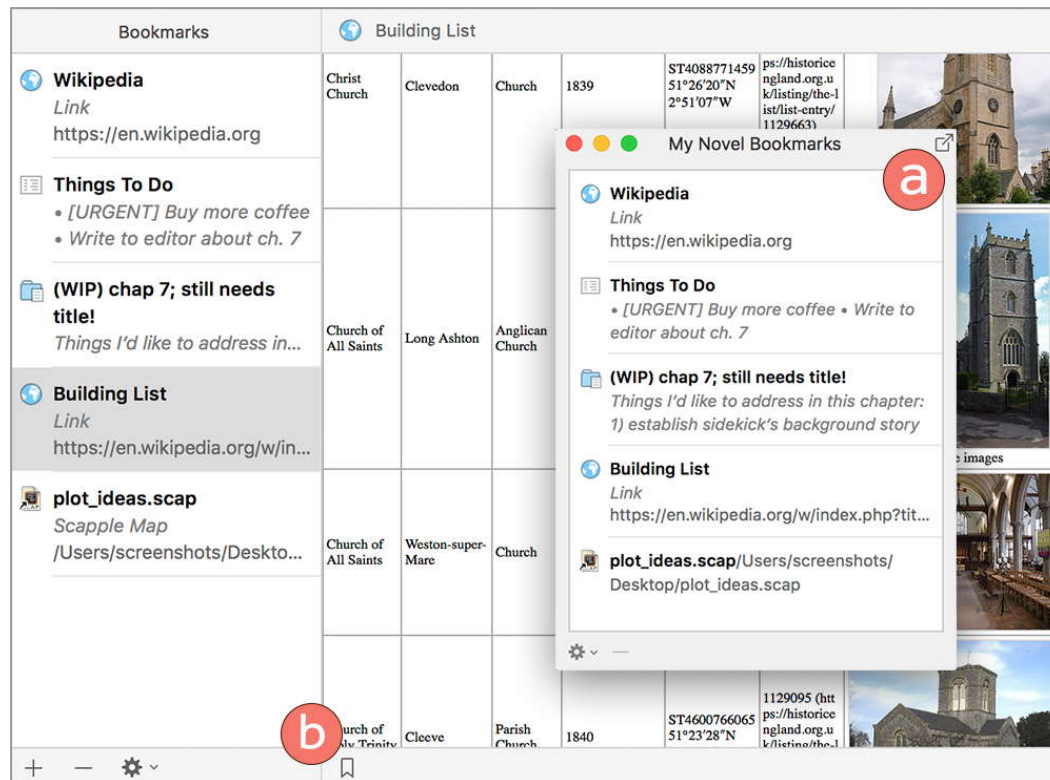 Bookmarks
Building List
Wikipedia
Link
https://en.wikipedia.org
Things To Do
• [URGENT] Buy more coffee
• Write to editor about ch. 7
(WIP) chap 7; still needs
title!
Things I’d like to address in...
Building List
Link
https://en.wikipedia.org/w/in...
plot_ideas.scap
Scapple Map
/Users/screenshots/Deskto...
Christ
Church
Clevedon
Church
1839
ST4088771459
51°26′20″N
2°51′07″W
ps://historice
ngland.org.u
k/listing/the-l
ist/list-entry/
1129663)
Church of
All Saints
Long Ashton
Anglican
Church
e images
Church of
All Saints
Weston-super-
Mare
Church
Cleeve
Parish
Church
1840
ST4600766065
51°23′28″N
1129095 (htt
ps://historice
ngland.org.u
k/listing/the-l
My Novel Bookmarks
a
Wikipedia
Link
https://en.wikipedia.org
Things To Do
• [URGENT] Buy more coffee • Write to
editor about ch. 7
(WIP) chap 7; still needs title!
Things I’d like to address in this chapter:
1) establish sidekick’s background story
Building List
Link
https://en.wikipedia.org/w/index.php?tit...
plot_ideas.scap/Users/screenshots/
Desktop/plot_ideas.scap
b